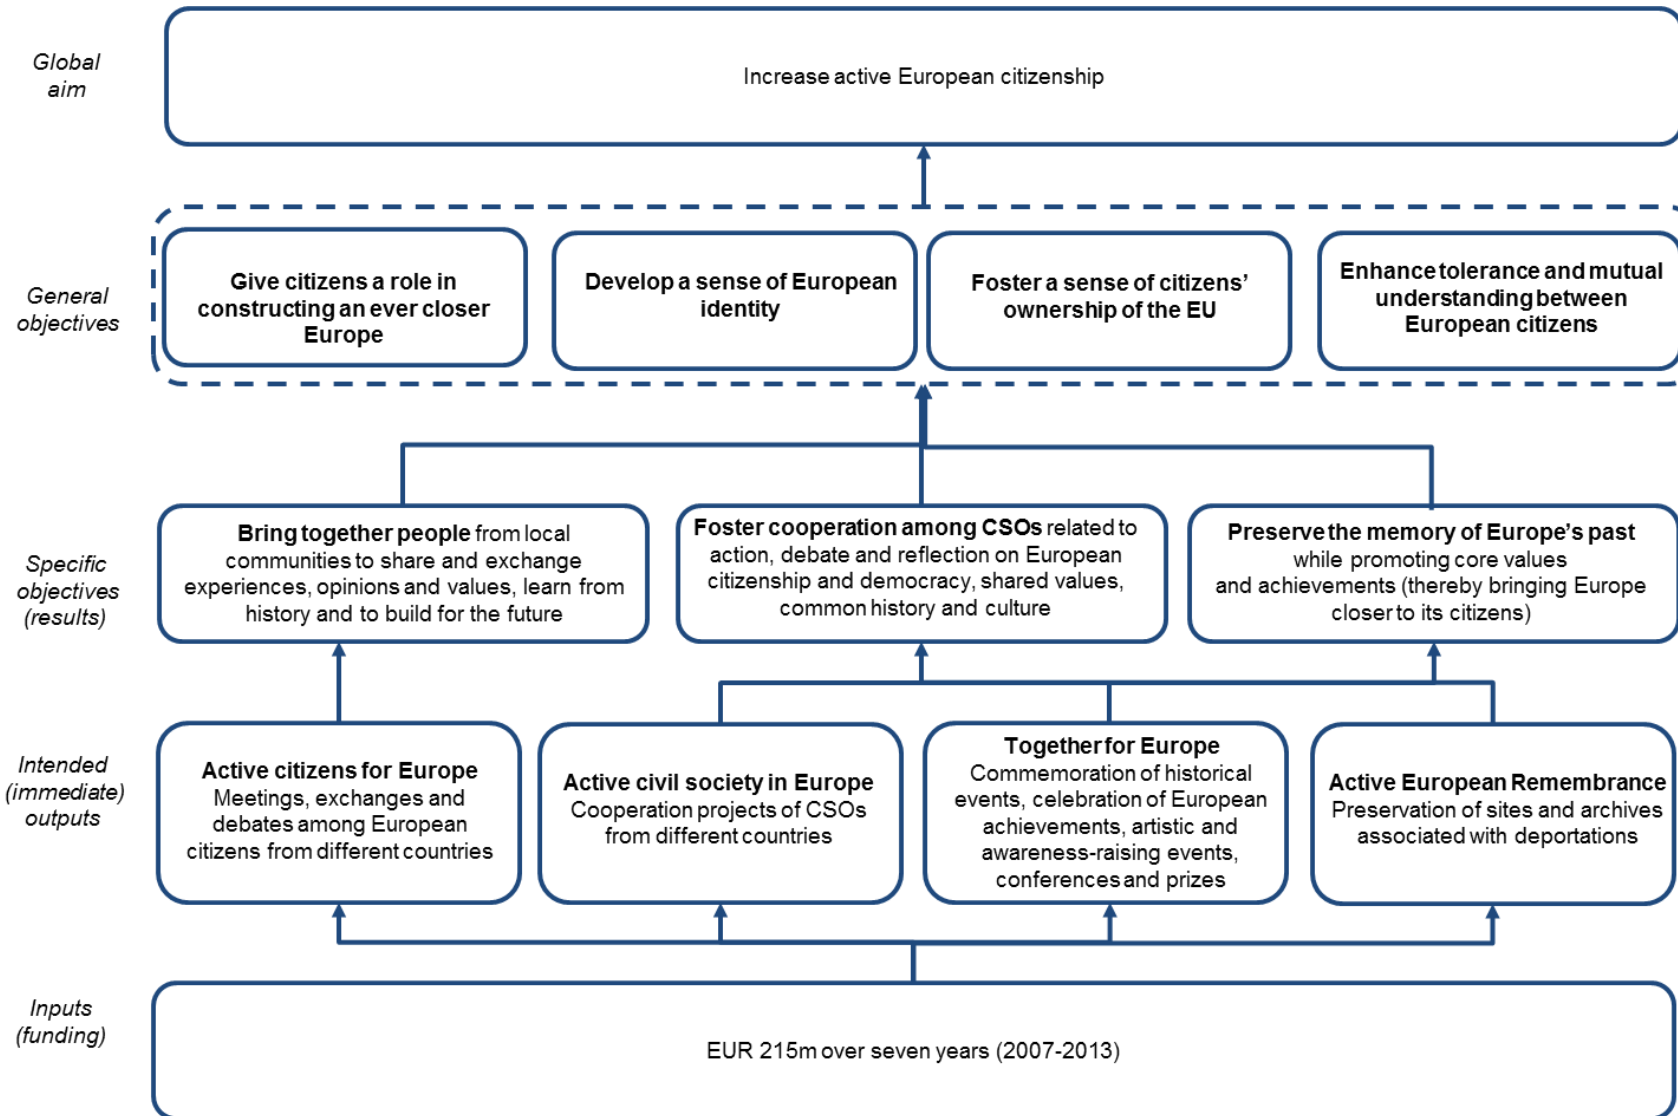 Global
aim
Increase active European citizenship
General
objectives
Give citizens a role in
constructing an ever closer
Europe
Develop a sense of European
identity
Foster a sense of citizens’
ownership of the EU
Enhance tolerance and mutual
understanding between
European citizens
Specific
objectives
(results)
Bring together people from local
communities to share and exchange
experiences, opinions and values, learn from
history and to build for the future
Foster cooperation among CSOs related to
action, debate and reflection on European
citizenship and democracy, shared values,
common history and culture
Preserve the memory of Europe’s past
while promoting core values
and achievements (thereby bringing Europe
closer to its citizens)
Intended
(immediate)
outputs
Active citizens for Europe
Meetings, exchanges and
debates among European
citizens from different countries
Active civil society in Europe
Cooperation projects of CSOs
from different countries
Together for Europe
Commemoration of historical
events, celebration of European
achievements, artistic and
awareness-raising events,
conferences and prizes
Active European Remembrance
Preservation of sites and archives
associated with deportations
Inputs
(funding)
EUR 215m over seven years (2007-2013)